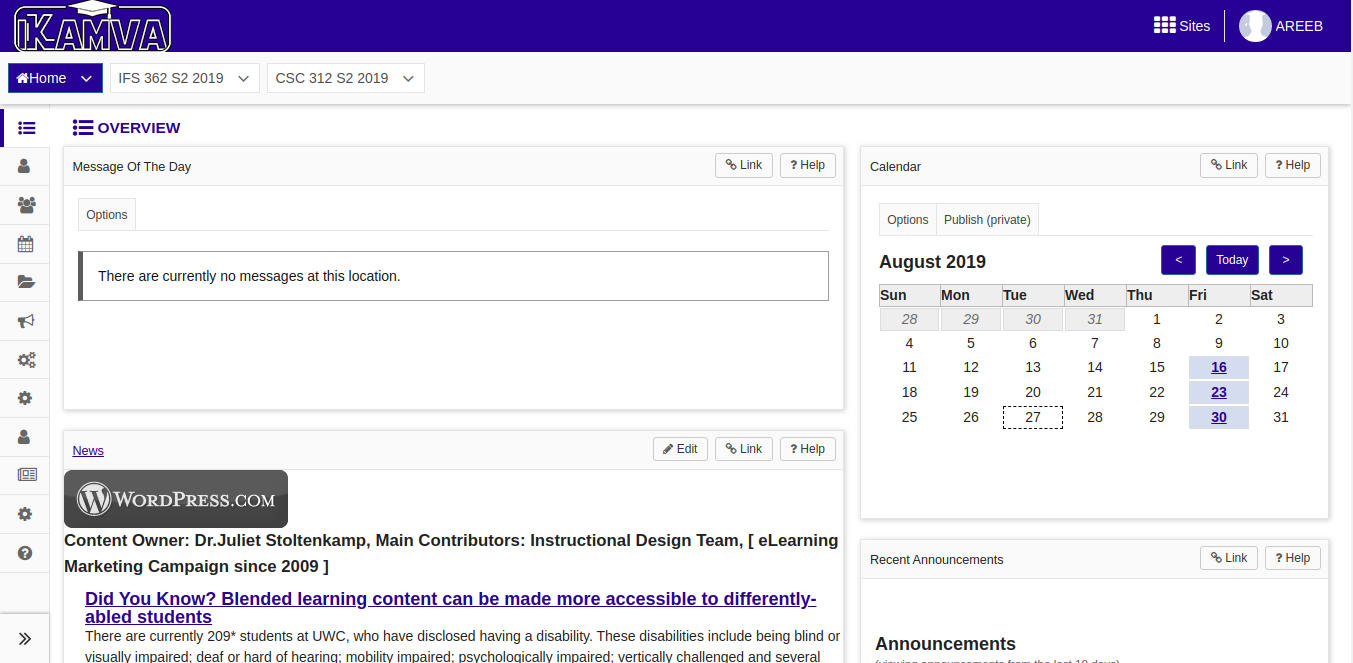 IKAMVA
Sites
AREEB
Home
IFS 362 S2 2019
CSC 312 S2 2019
OVERVIEW
Message Of The Day
Link
? Help
Options
There are currently no messages at this location.
News
Edit
Link
? Help
WORDPRESS.COM
Content Owner: Dr.Juliet Stoltenkamp, Main Contributors: Instructional Design Team, [ eLearning
Marketing Campaign since 2009 ]
Did You Know? Blended learning content can be made more accessible to differently-
abled students
There are currently 209* students at UWC, who have disclosed having a disability. These disabilities include being blind or
visually impaired; deaf or hard of hearing; mobility impaired; psychologically impaired; vertically challenged and several
Calendar
Link
? Help
Options
Publish (private)
August 2019
<
Today
>
Sun Mon Tue Wed Thu Fri Sat
28 29 30 31 1 2 3
4 5 6 7 8 9 10
11 12 13 14 15 16 17
18 19 20 21 22 23 24
25 26 27 28 29 30 31
Recent Announcements
Link
? Help
Announcements
(viewing announcements from the last 10 days)